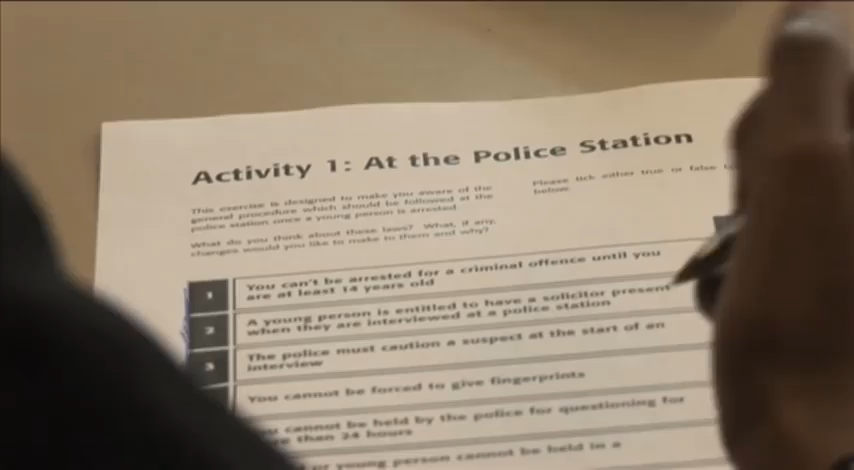 Activity 1: At the Police Station
This exercise is designed to make you aware of the
general procedure which should be followed at the
police station once a young person is arrested
What do you think about these laws? What, if any,
changes would you like to make to them and why?
Please tick either true or false
below.
1
You can't be arrested for a criminal offence until you
are at least 14 years old
2
A young person is entitled to have a solicitor present
when they are interviewed at a police station
3
The police must caution a suspect at the start of an
interview
You cannot be forced to give fingerprints
cannot be held by the police for questioning for
than 24 hours
or young person cannot be held in a